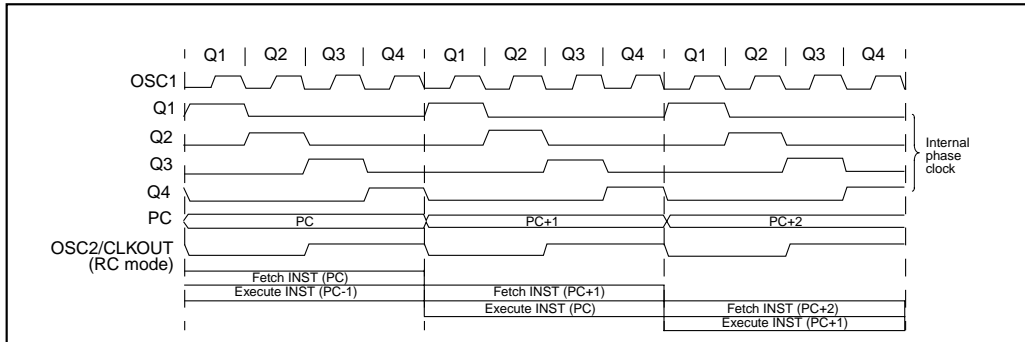 Q1 Q2 Q3 Q4 Q1 Q2 Q3 Q4 Q1 Q2 Q3 Q4
OSC1
Q1
Q2
Q3
Q4
Internal
phase
clock
PC PC PC+1 PC+2
OSC2/CLKOUT
(RC mode)
Fetch INST (PC)
Execute INST (PC-1) Fetch INST (PC+1)
Execute INST (PC) Fetch INST (PC+2)
Execute INST (PC+1)